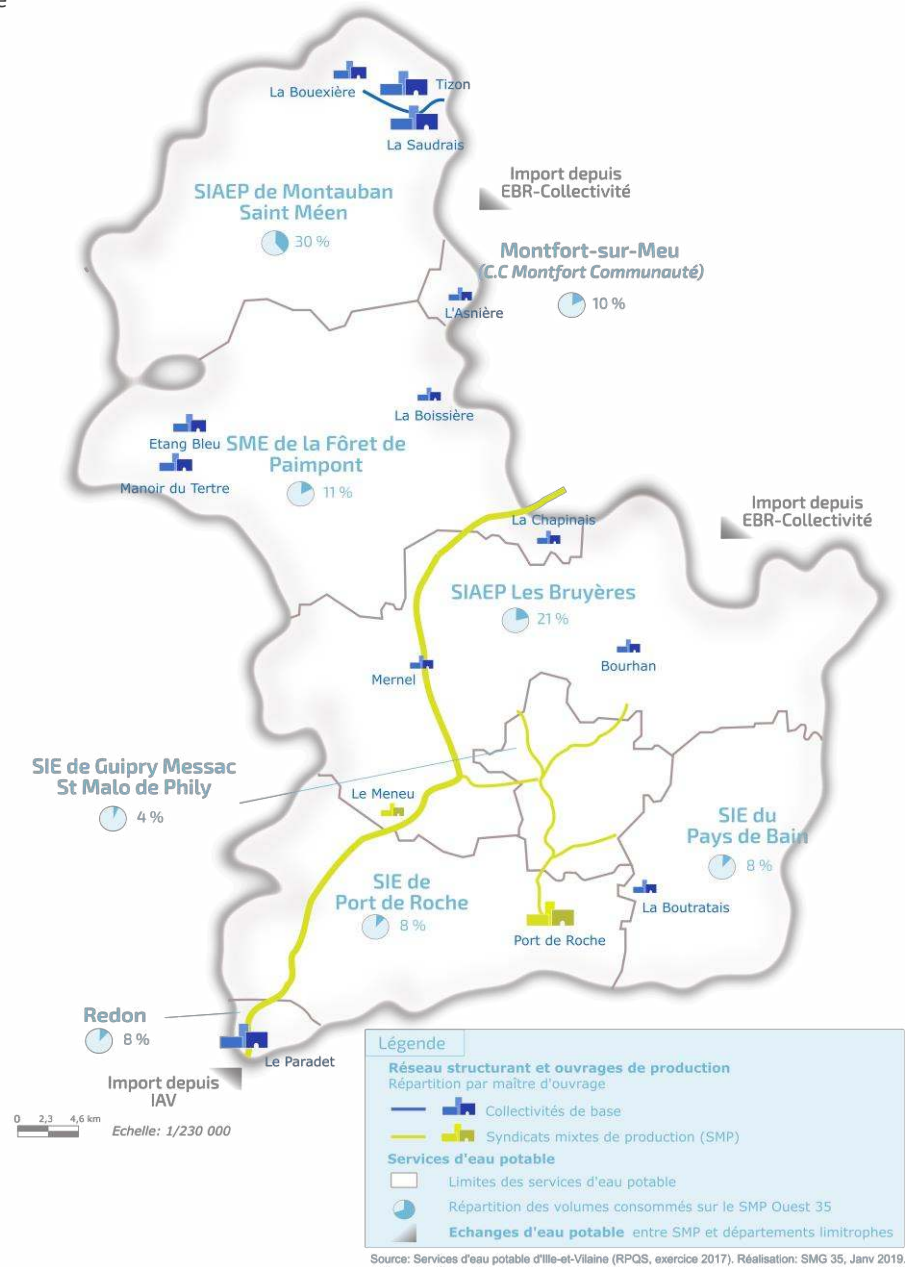 e
La Bouexière
Tizon
La Saudrais
Import depuis
EBR-Collectivité
SIAEP de Montauban
Saint Méen
30 %
Montfort-sur-Meu
(C.C Montfort Communauté)
10 %
L'Asnière
La Boissière
Etang Bleu
SME de la Fôret de
Paimpont
11 %
Manoir du Tertre
Import depuis
EBR-Collectivité
La Chapinais
SIAEP Les Bruyères
21 %
Bourhan
Mernel
SIE de Guipry Messac
St Malo de Phily
4 %
Le Meneu
SIE du
Pays de Bain
8 %
SIE de
Port de Roche
8 %
La Boutratais
Port de Roche
Redon
8 %
Le Paradet
Import depuis
IAV
0 2,3 4,6 km
Echelle: 1/230 000
Légende
Réseau structurant et ouvrages de production
Répartition par maître d'ouvrage
Collectivités de base
Syndicats mixtes de production (SMP)
Services d'eau potable
Limites des services d'eau potable
Répartition des volumes consommés sur le SMP Ouest 35
Echanges d'eau potable entre SMP et départements limitrophes
Source: Services d'eau potable d'Ille-et-Vilaine (RPQS, exercice 2017). Réalisation: SMG 35, Janv 2019.